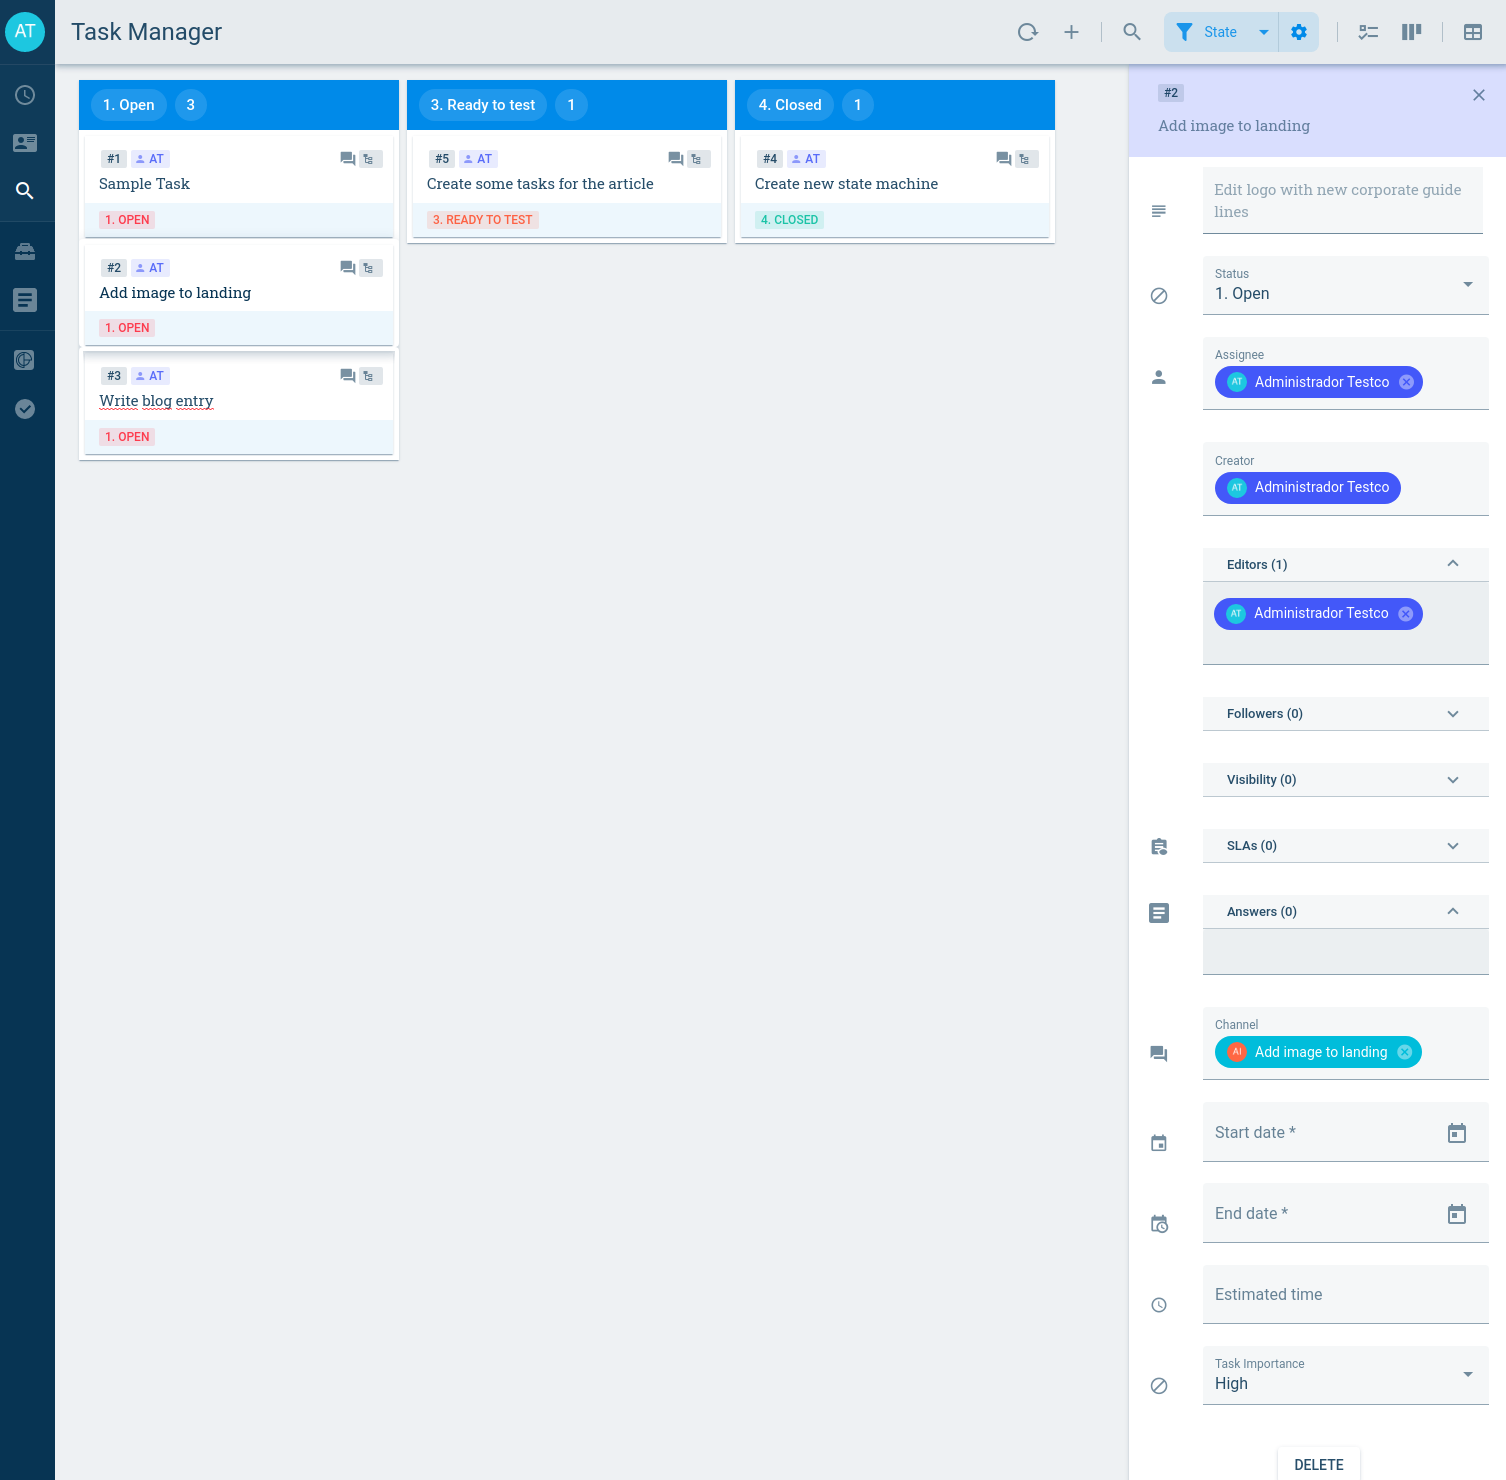 AT
Task Manager
State
1. Open 3
#1 AT
Sample Task
1. OPEN
#2 AT
Add image to landing
1. OPEN
#3 AT
Write blog entry
1. OPEN
3. Ready to test 1
#5 AT
Create some tasks for the article
3. READY TO TEST
4. Closed 1
#4 AT
Create new state machine
4. CLOSED
#2
Add image to landing
Edit logo with new corporate guide
lines
Status
1. Open
Assignee
AT Administrador Testco
Creator
AT Administrador Testco
Editors (1)
AT Administrador Testco
Followers (0)
Visibility (0)
SLAs (0)
Answers (0)
Channel
AI Add image to landing
Start date *
End date *
Estimated time
Task Importance
High
DELETE